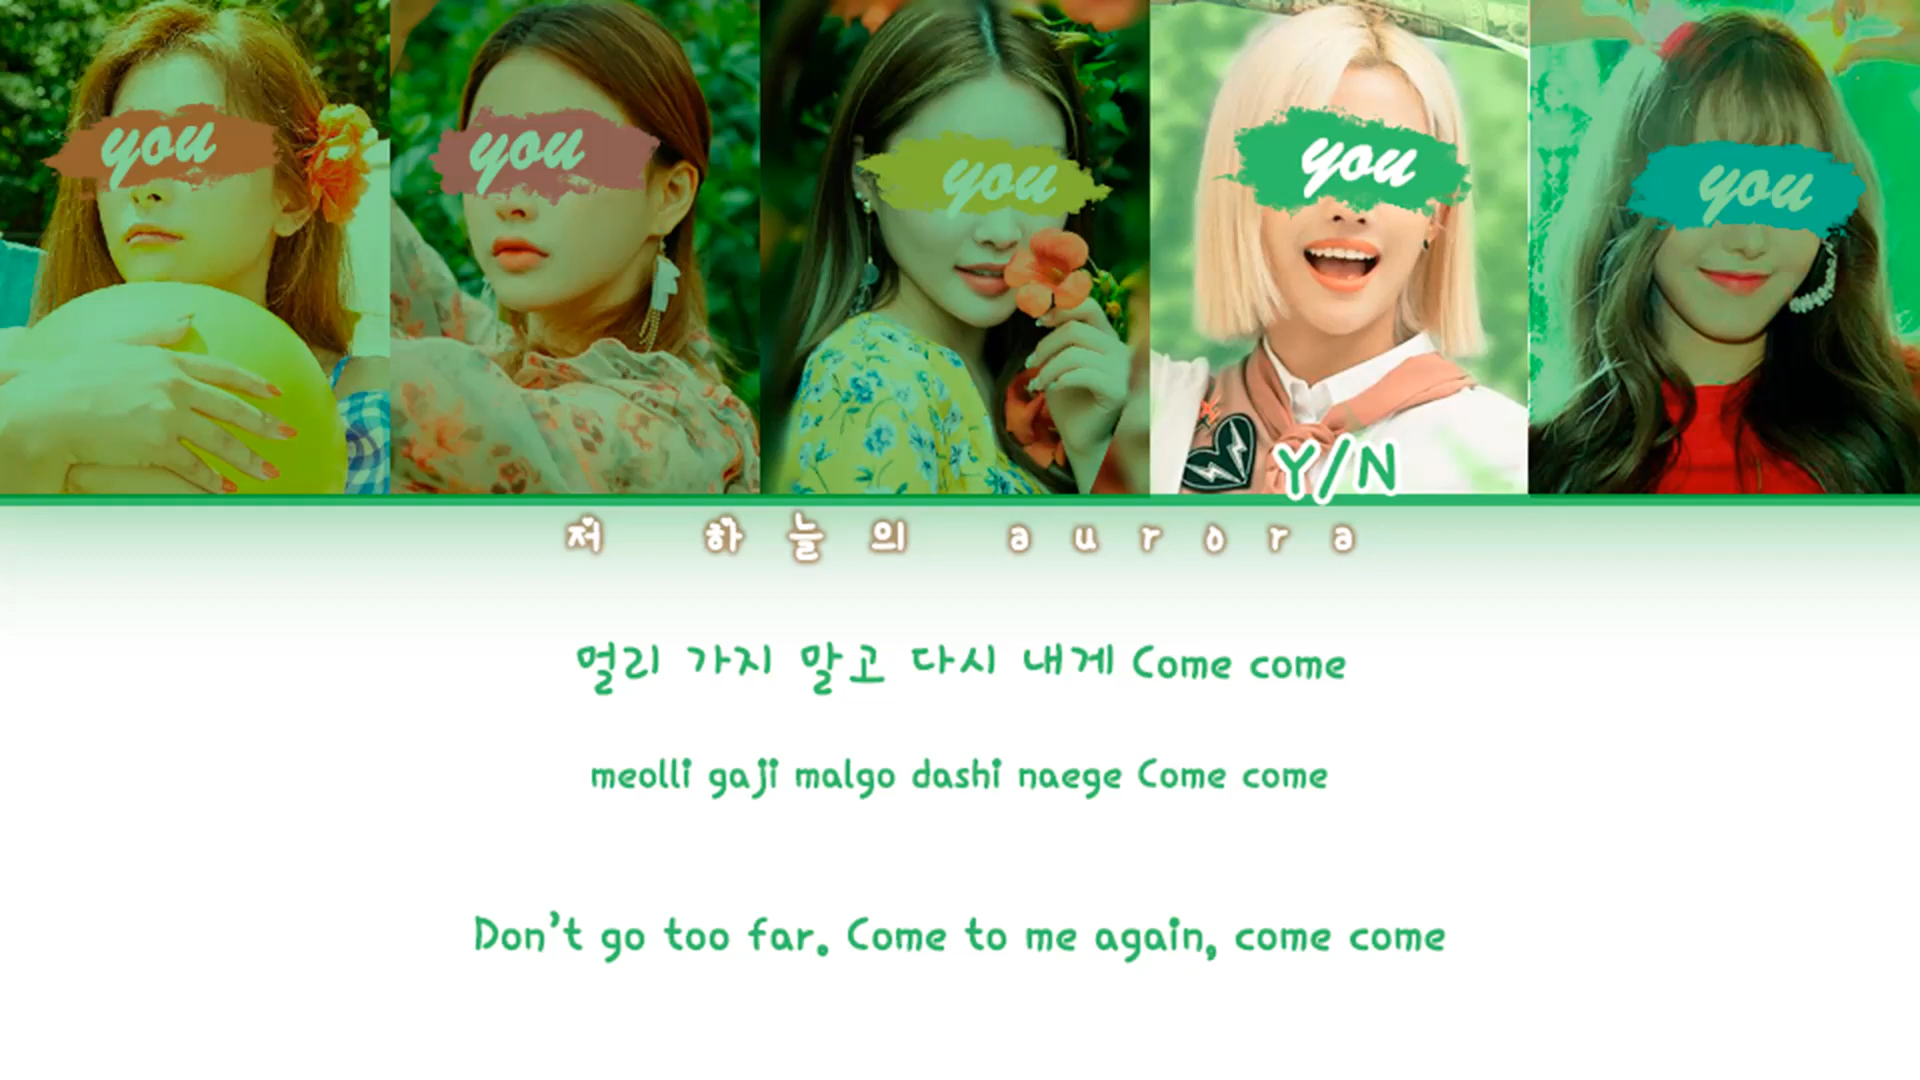 you
you
you
you
you
Y/N
저 하늘의 aurora
멀리 가지 말고 다시 내게 Come come
meolli gaji malgo dashi naege Come come
Don't go too far. Come to me again, come come